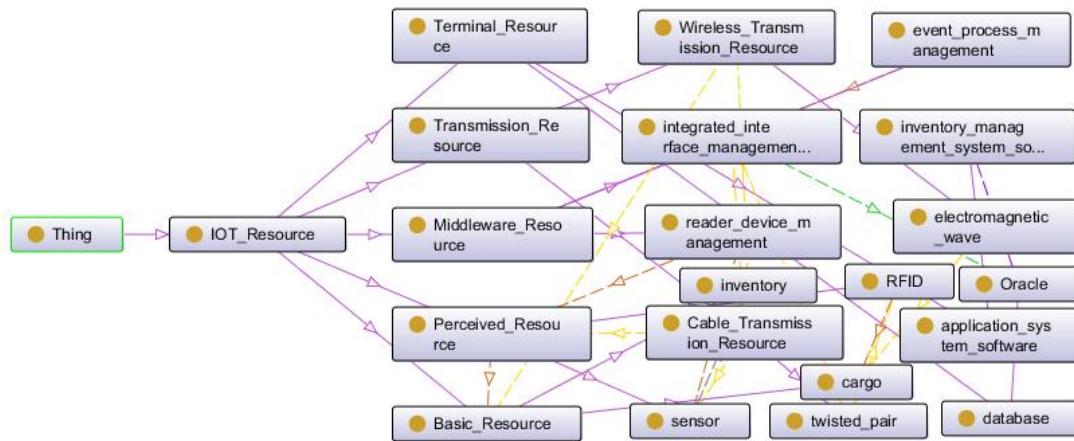 Terminal_Resour
ce
Wireless_Transm
ission_Resource
event_process_m
anagement
Transmission_Re
source
integrated_inte
rface_managemen...
inventory_manag
ement_system_so...
Thing
IOT_Resource
Middleware_Reso
urce
reader_device_m
anagement
electromagnetic
_wave
inventory
RFID
Oracle
Perceived_Resou
rce
Cable_Transmiss
ion_Resource
application_sys
tem_software
cargo
Basic_Resource
sensor
twisted_pair
database